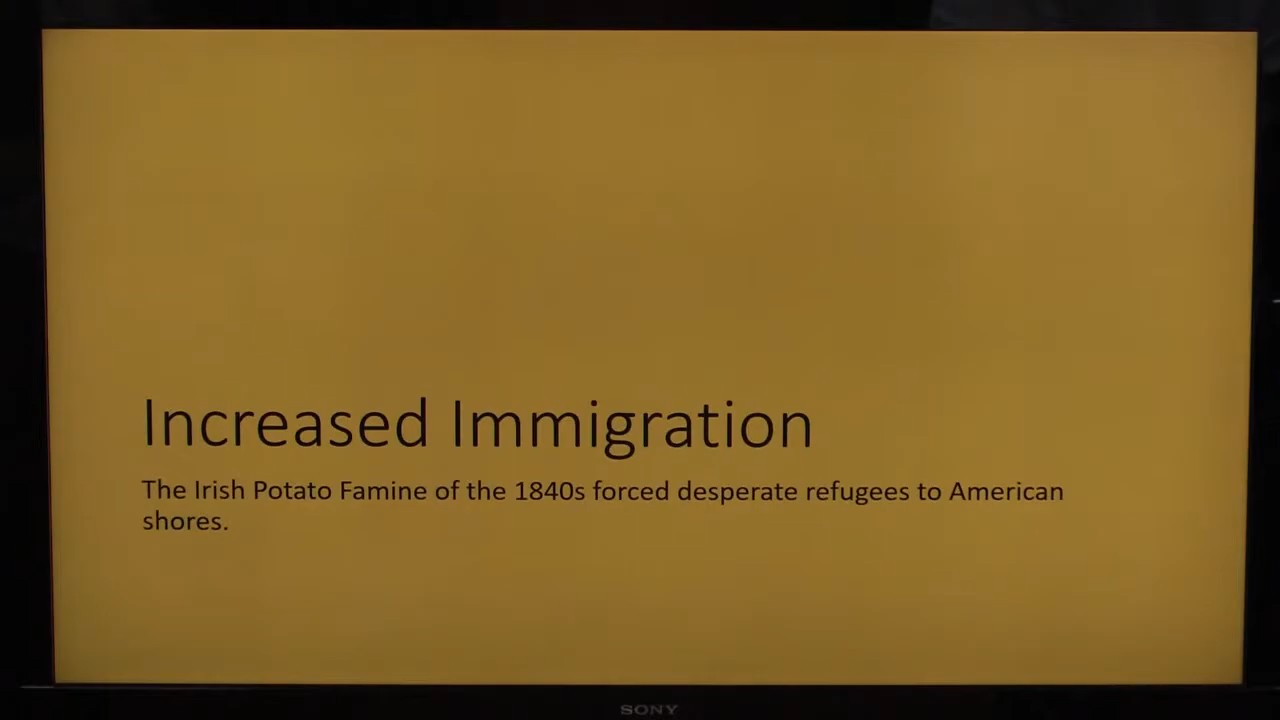 Increased Immigration
The Irish Potato Famine of the 1840s forced desperate refugees to American
shores.
SONY